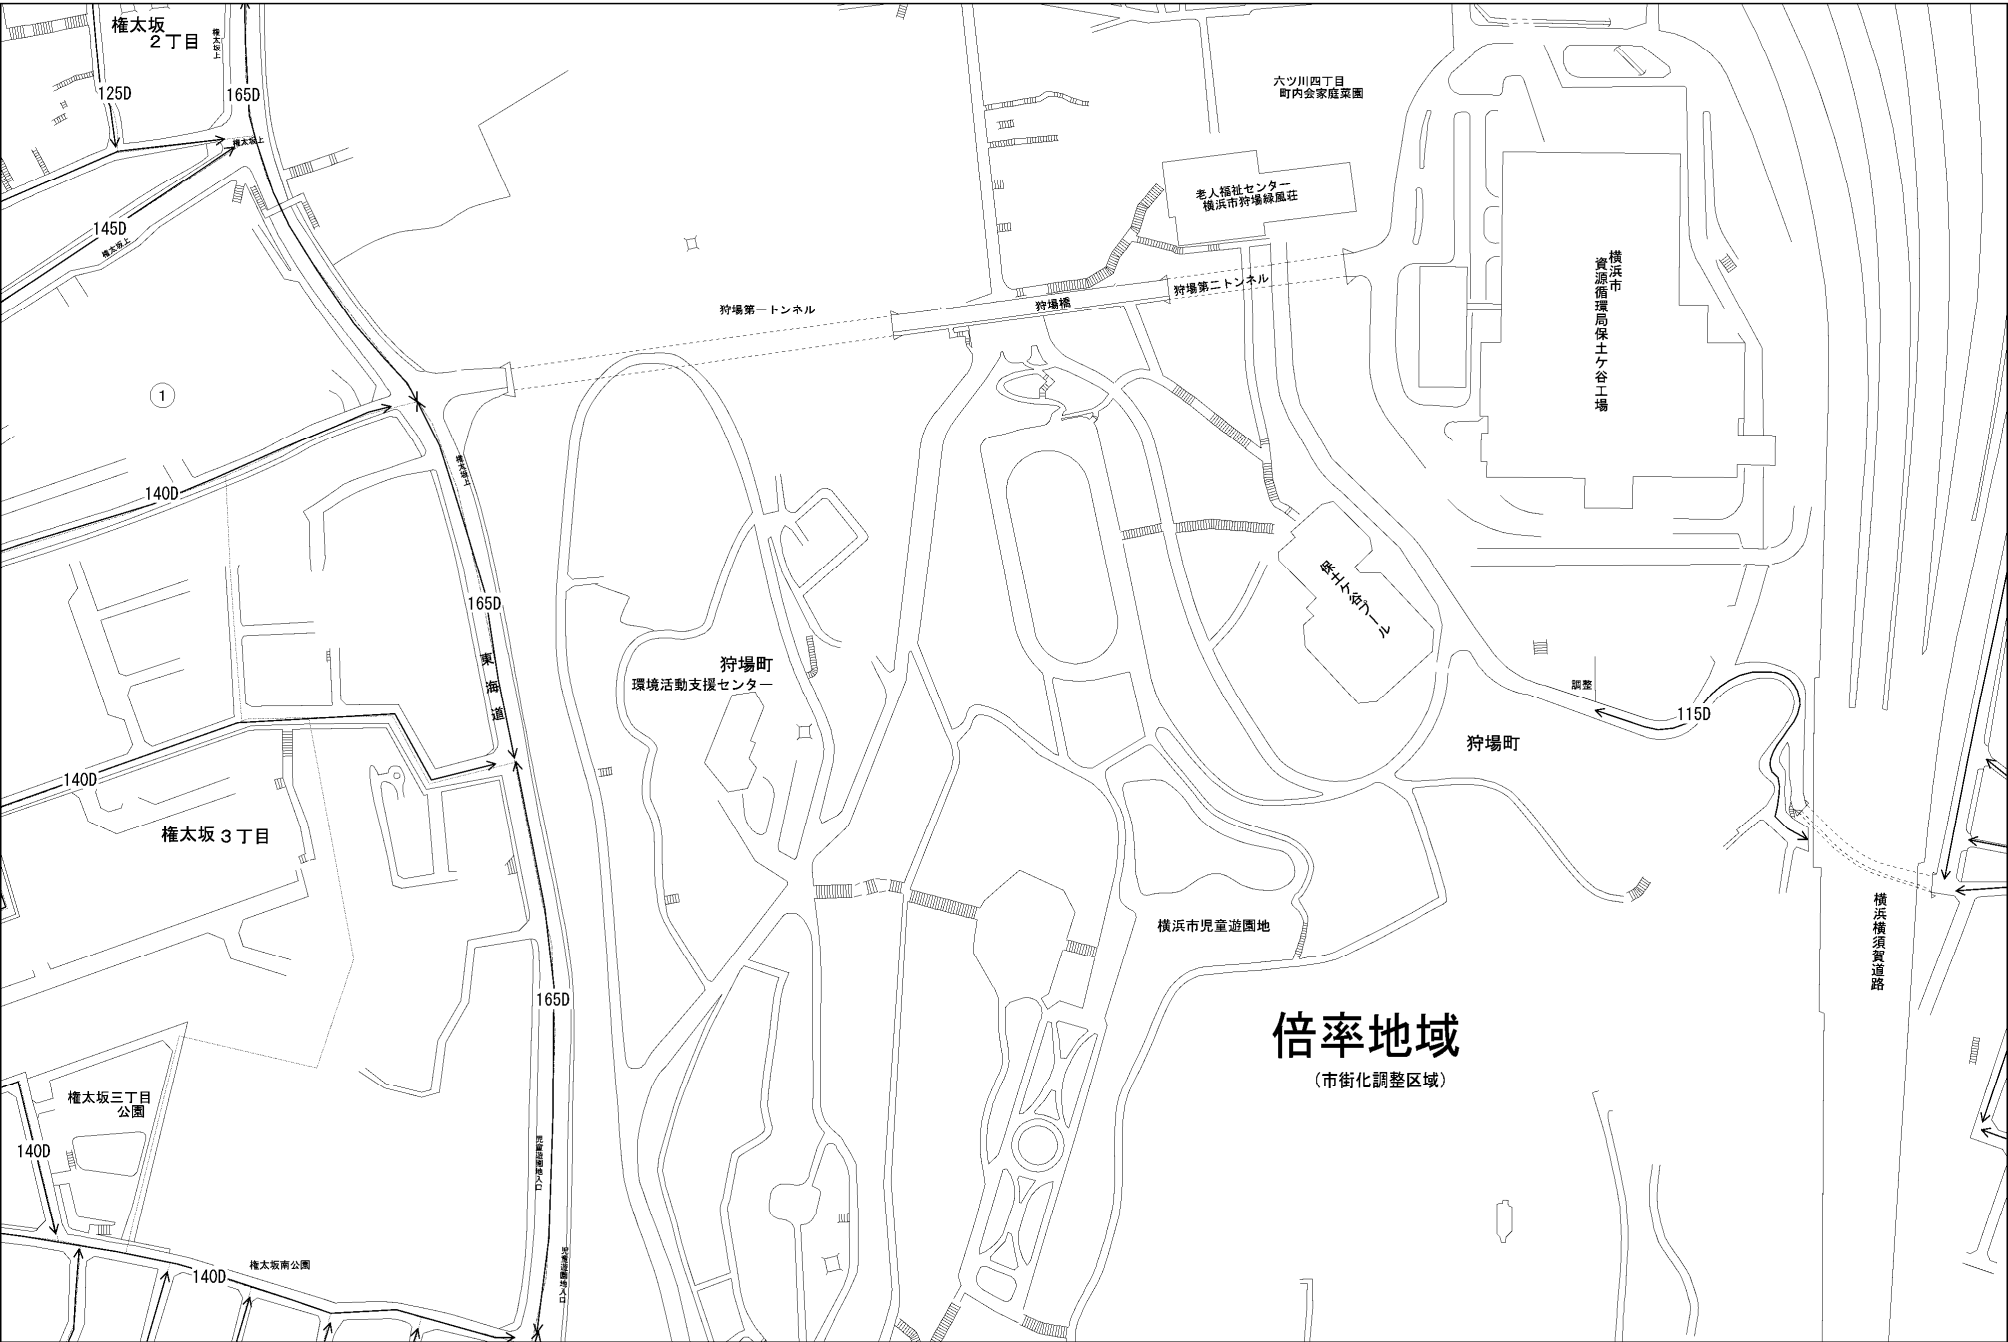 権太坂
2丁目
権太坂上
125D
165D
権太坂上
六ツ川四丁目
町内会家庭菜園
老人福祉センター
横浜市狩場緑風荘
145D
権太坂上
横浜市
資源循環局保土ケ谷工場
狩場第一トンネル
狩場橋
狩場第二トンネル
1
権太坂上
140D
保土ケ谷プール
165D
東海道
狩場町
環境活動支援センター
調整
115D
狩場町
140D
権太坂3丁目
横浜市児童遊園地
横浜横須賀道路
165D
倍率地域
(市街化調整区域)
権太坂三丁目
公園
140D
児童遊園地入口
児童遊園地入口
権太坂南公園
140D